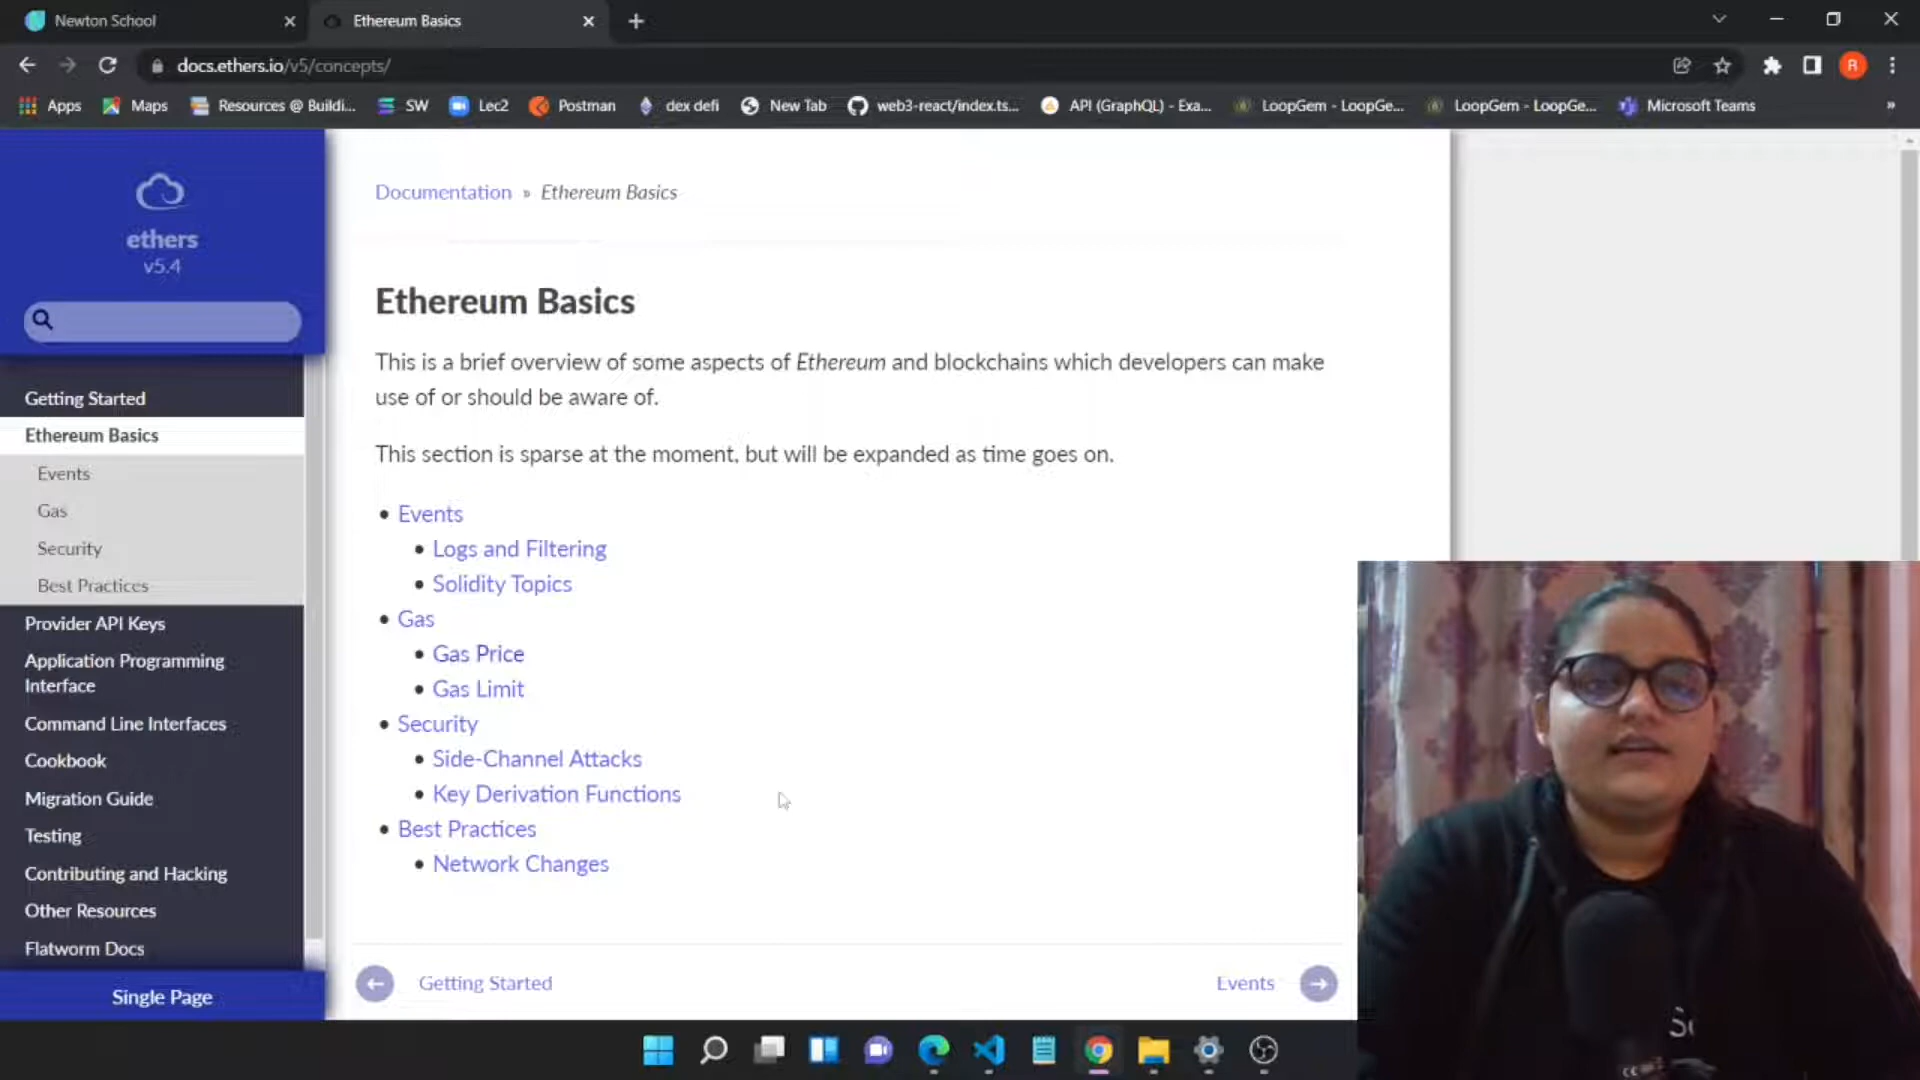 Newton School
Ethereum Basics
docs.ethers.io/v5/concepts/
R
Apps
Maps
Resources @ Buildi...
SW
Lec2
Postman
dex defi
New Tab
web3-react/index.ts...
API (GraphQL) - Exa...
LoopGem - LoopGe...
LoopGem - LoopGe...
Microsoft Teams
»
ethers
v5.4
Getting Started
Ethereum Basics
Events
Gas
Security
Best Practices
Provider API Keys
Application Programming
Interface
Command Line Interfaces
Cookbook
Migration Guide
Testing
Contributing and Hacking
Other Resources
Flatworm Docs
Single Page
Documentation » Ethereum Basics
Ethereum Basics
This is a brief overview of some aspects of Ethereum and blockchains which developers can make
use of or should be aware of.
This section is sparse at the moment, but will be expanded as time goes on.
• Events
• Logs and Filtering
• Solidity Topics
• Gas
• Gas Price
• Gas Limit
• Security
• Side-Channel Attacks
• Key Derivation Functions
• Best Practices
• Network Changes
Getting Started
Events